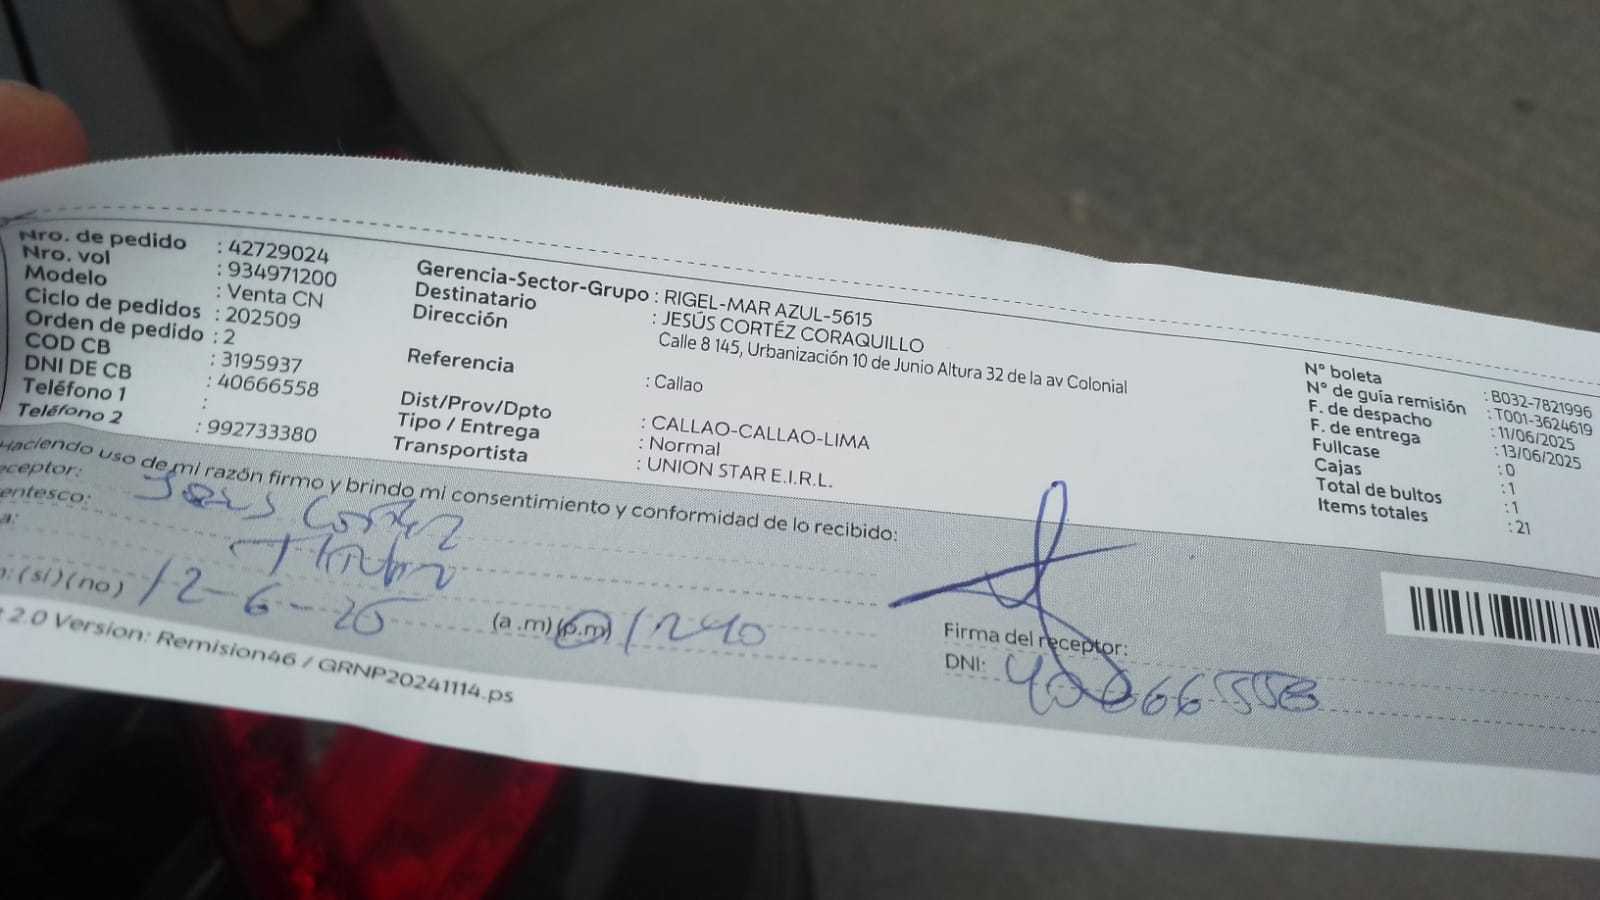 Nro. de pedido : 42729024
Nro. vol : 934971200
Modelo : Venta CN
Ciclo de pedidos : 202509
Orden de pedido : 2
COD CB : 3195937
DNI DE CB : 40666558
Teléfono 1 :
Teléfono 2 : 992733380
Gerencia-Sector-Grupo : RIGEL-MAR AZUL-5615
Destinatario : JESÚS CORTÉZ CORAQUILLO
Dirección Calle 8 145, Urbanización 10 de Junio Altura 32 de la av Colonial
Referencia : Callao
Dist/Prov/Dpto : CALLAO-CALLAO-LIMA
Tipo / Entrega : Normal
Transportista : UNION STAR E.I.R.L.
N° boleta : B032-7821996
N° de guía remisión : T001-3624619
F. de despacho : 11/06/2025
F. de entrega : 13/06/2025
Fullcase : 0
Cajas : 1
Total de bultos : 1
Items totales : 21
Haciendo uso de mi razón firmo y brindo mi consentimiento y conformidad de lo recibido:
eceptor: Jesus Cortez
entesco: Titular
a: 12-6-25 (a .m) (p.m) 1240
n: (si) (no)
Firma del receptor:
DNI: 40666558
2.0 Version: Remision46 / GRNP20241114.ps